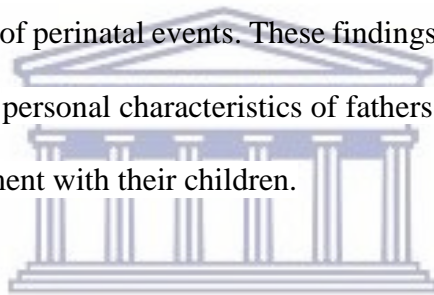 of perinatal events. These findings
personal characteristics of fathers
ment with their children.